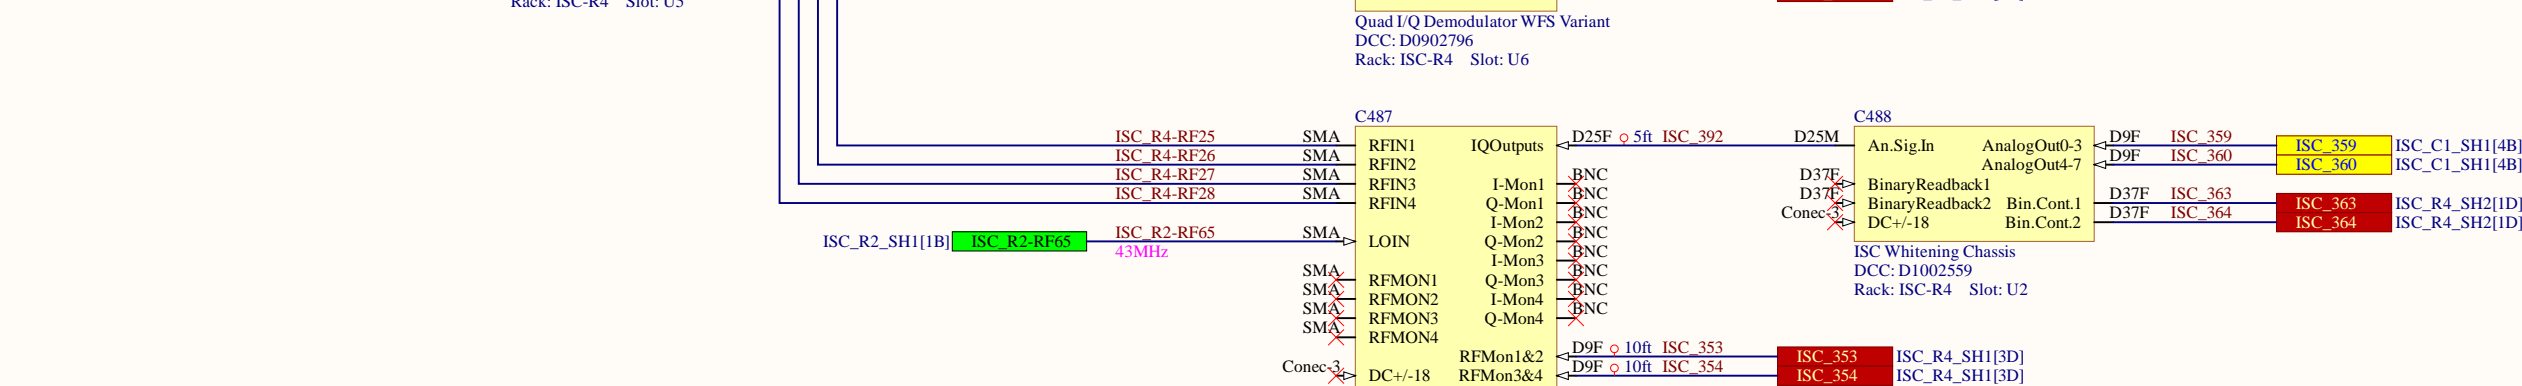 Rack: ISC-R4 Slot: U5
Quad I/Q Demodulator WFS Variant
DCC: D0902796
Rack: ISC-R4 Slot: U6
C487
C488
ISC_R4-RF25 SMA RFIN1 IQOutputs D25F 5ft ISC_392 D25M An.Sig.In AnalogOut0-3 D9F ISC_359 ISC_359 ISC_C1_SH1[4B]
ISC_R4-RF26 SMA RFIN2 AnalogOut4-7 D9F ISC_360 ISC_360 ISC_C1_SH1[4B]
ISC_R4-RF27 SMA RFIN3 I-Mon1 BNC D37F BinaryReadback1
ISC_R4-RF28 SMA RFIN4 Q-Mon1 BNC D37F BinaryReadback2 Bin.Cont.1 D37F ISC_363 ISC_363 ISC_R4_SH2[1D]
I-Mon2 BNC Conec-3 DC+/-18 Bin.Cont.2 D37F ISC_364 ISC_364 ISC_R4_SH2[1D]
ISC_R2_SH1[1B] ISC_R2-RF65 ISC_R2-RF65 SMA LOIN Q-Mon2 BNC
43MHz
I-Mon3 BNC
ISC Whitening Chassis
DCC: D1002559
Rack: ISC-R4 Slot: U2
SMA RFMON1 Q-Mon3 BNC
SMA RFMON2 I-Mon4 BNC
SMA RFMON3 Q-Mon4 BNC
SMA RFMON4
RFMon1&2 D9F 10ft ISC_353 ISC_353 ISC_R4_SH1[3D]
Conec-3 DC+/-18 RFMon3&4 D9F 10ft ISC_354 ISC_354 ISC_R4_SH1[3D]